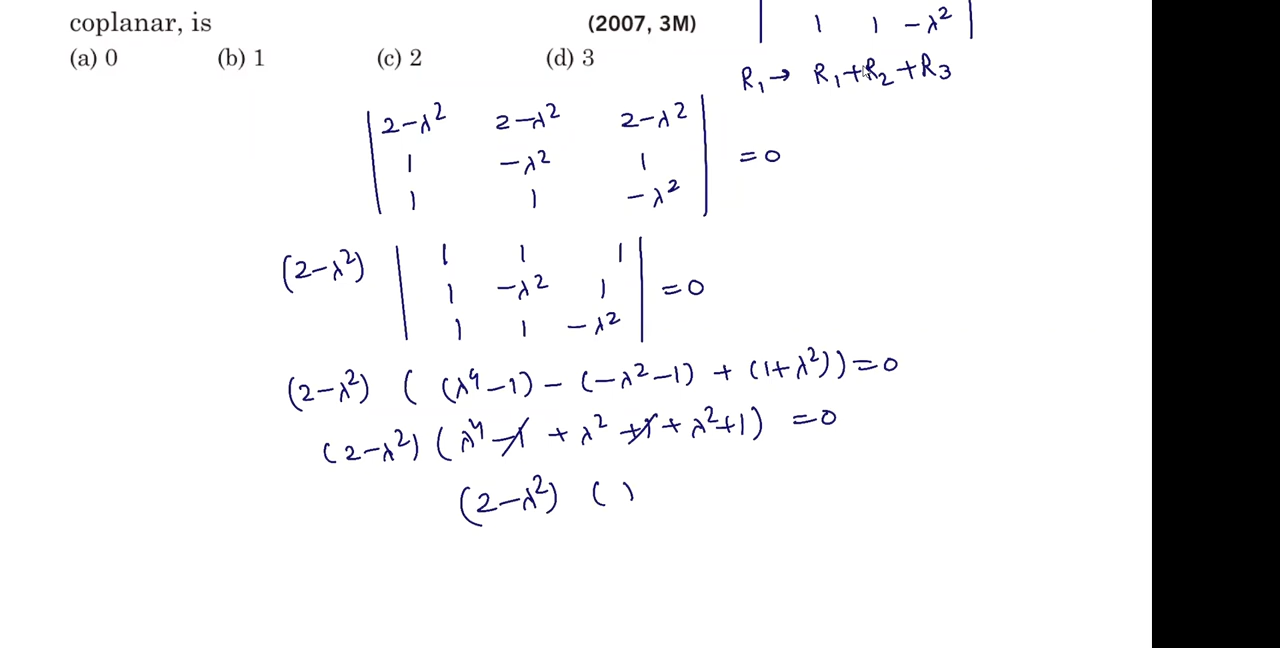 coplanar, is (2007, 3M)
| 1 1 −λ² |
(a) 0 (b) 1 (c) 2 (d) 3
R₁→ R₁+R₂+R₃
| 2−λ² 2−λ² 2−λ² |
| 1 −λ² 1 | =0
| 1 1 −λ² |
(2−λ²) | 1 1 1 |
| 1 −λ² 1 | =0
| 1 1 −λ² |
(2−λ²) ( (λ⁴−1) − (−λ²−1) + (1+λ²))=0
(2−λ²) ( λ⁴−1 + λ² +1 + λ²+1) =0
(2−λ²) ( )